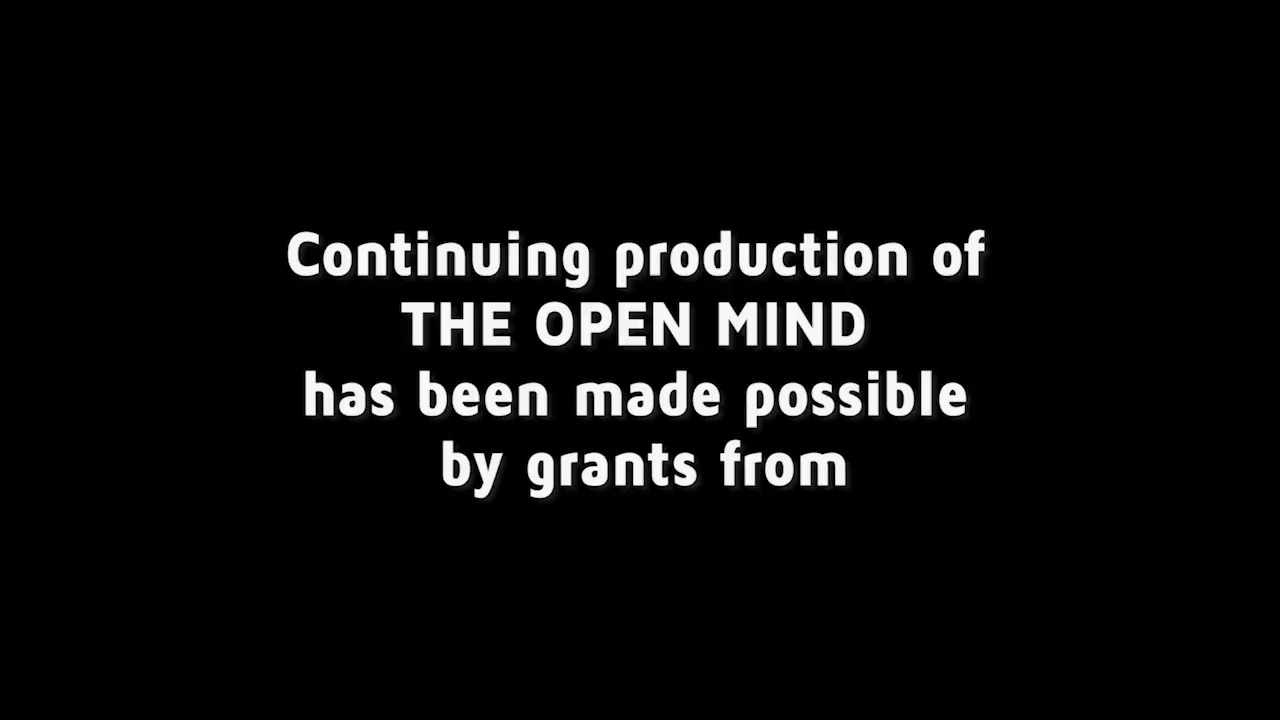 Continuing production of
THE OPEN MIND
has been made possible
by grants from